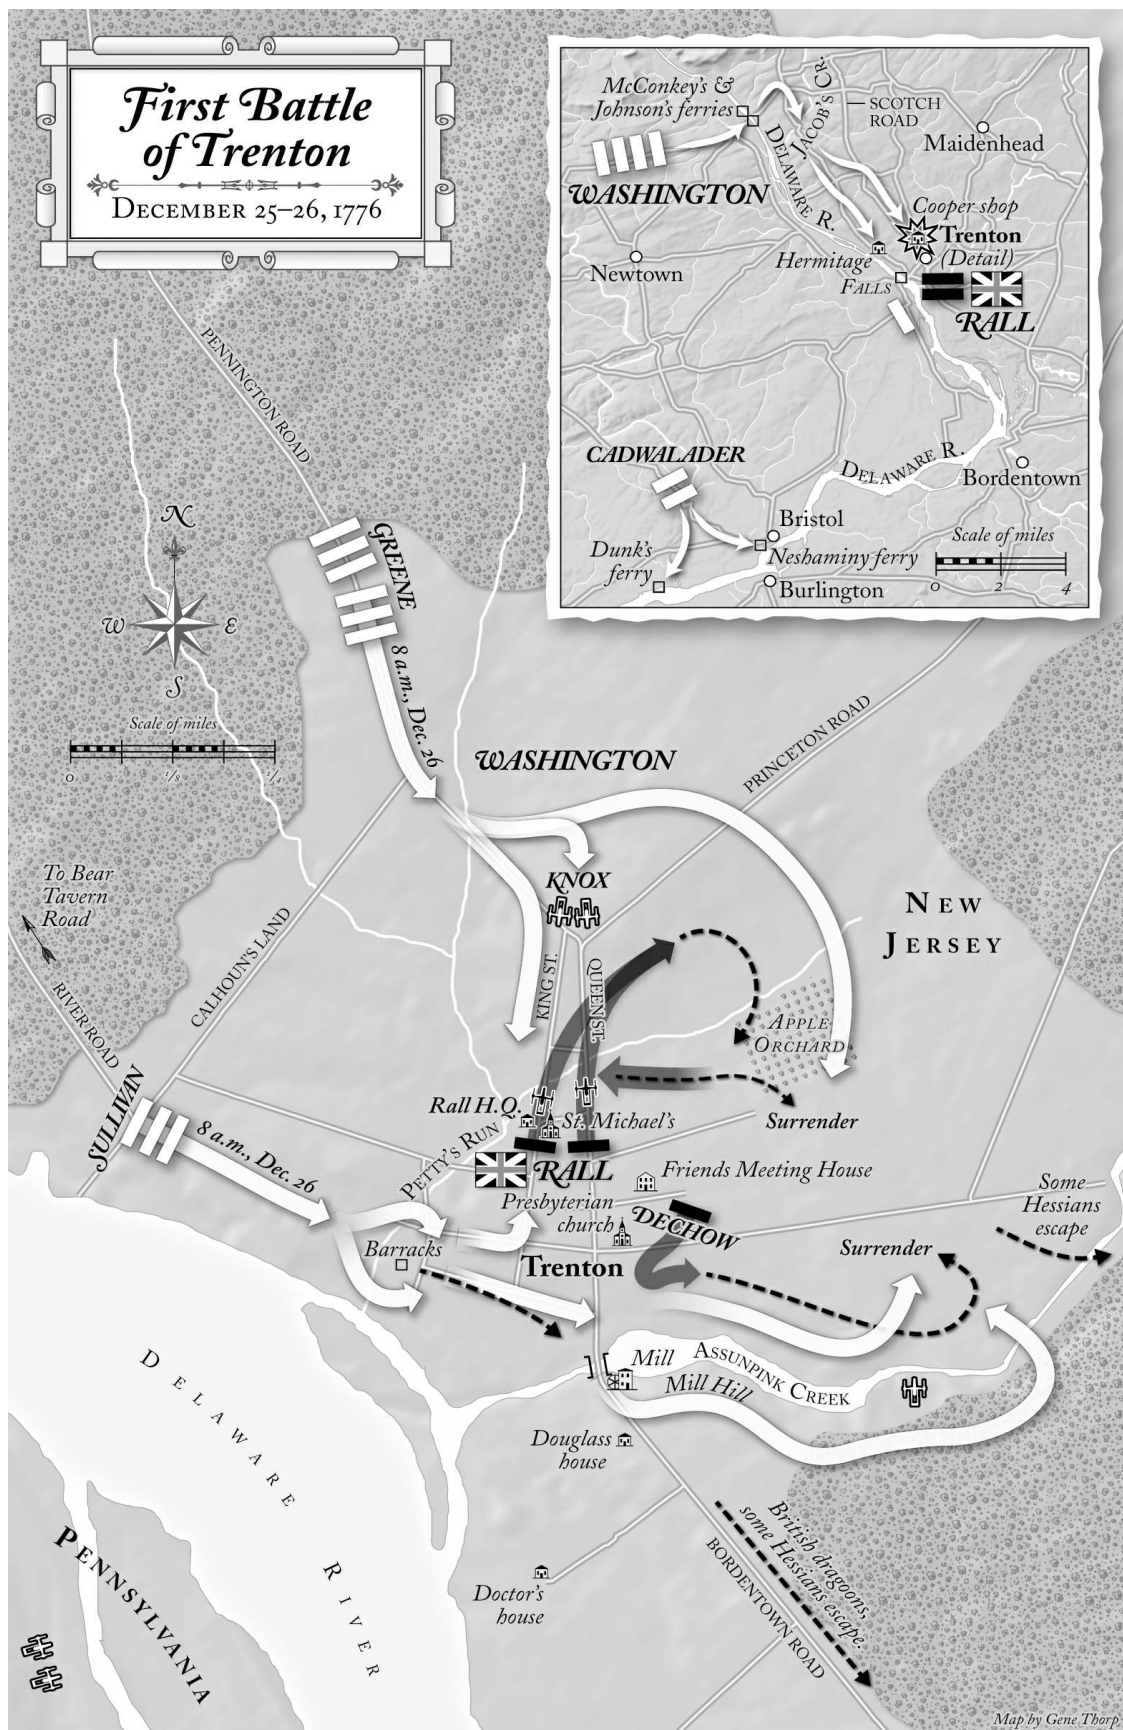 First Battle
of Trenton
December 25–26, 1776
McConkey's &
Johnson's ferries
Jacob's Cr.
Scotch
Road
Maidenhead
Washington
Delaware R.
Cooper shop
Trenton
(Detail)
Hermitage
Falls
Newtown
Rall
Cadwalader
Delaware R.
Bordentown
Bristol
Dunk's
ferry
Neshaminy ferry
Burlington
Scale of miles
0 2 4
Pennington Road
Greene
8 a.m., Dec. 26
N
W E
S
Scale of miles
0 1/8 1/4
Washington
Princeton Road
To Bear
Tavern
Road
River Road
Calhoun's Land
Knox
New
Jersey
King St.
Queen St.
Apple
Orchard
Sullivan
8 a.m., Dec. 26
Rall H.Q.
St. Michael's
Surrender
Petty's Run
Rall
Friends Meeting House
Presbyterian
church
Dechow
Some
Hessians
escape
Barracks
Trenton
Surrender
Mill
Assunpink Creek
Mill Hill
Douglass
house
Delaware River
Pennsylvania
Doctor's
house
Bordentown Road
British dragoons,
some Hessians escape.
Map by Gene Thorp